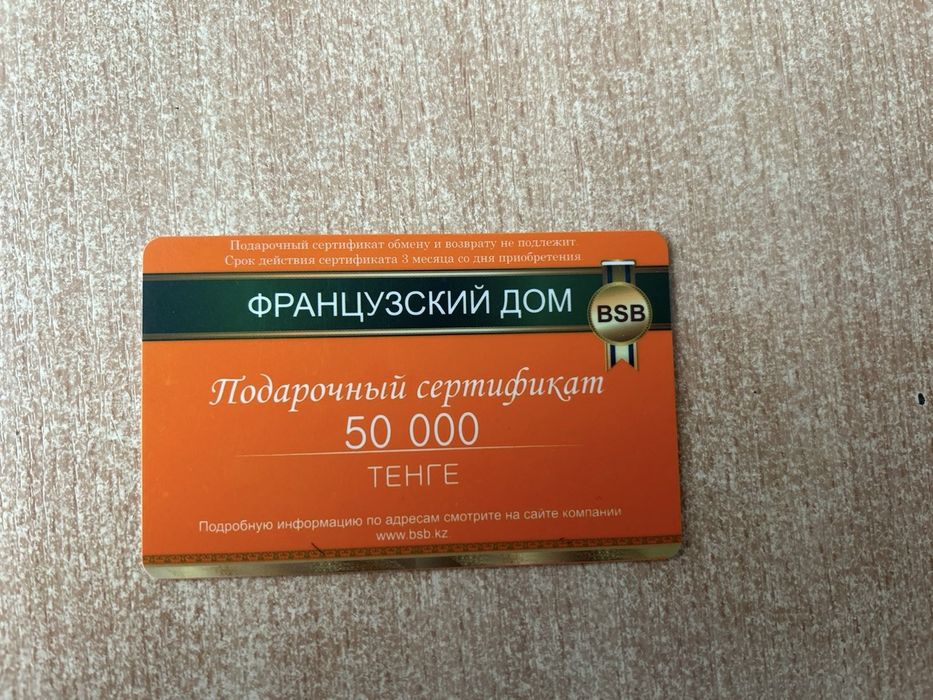 Подарочный сертификат обмену и возврату не подлежит.
Срок действия сертификата 3 месяца со дня приобретения.
ФРАНЦУЗСКИЙ ДОМ
BSB
Подарочный сертификат
50 000
ТЕНГЕ
Подробную информацию по адресам смотрите на сайте компании
www.bsb.kz.